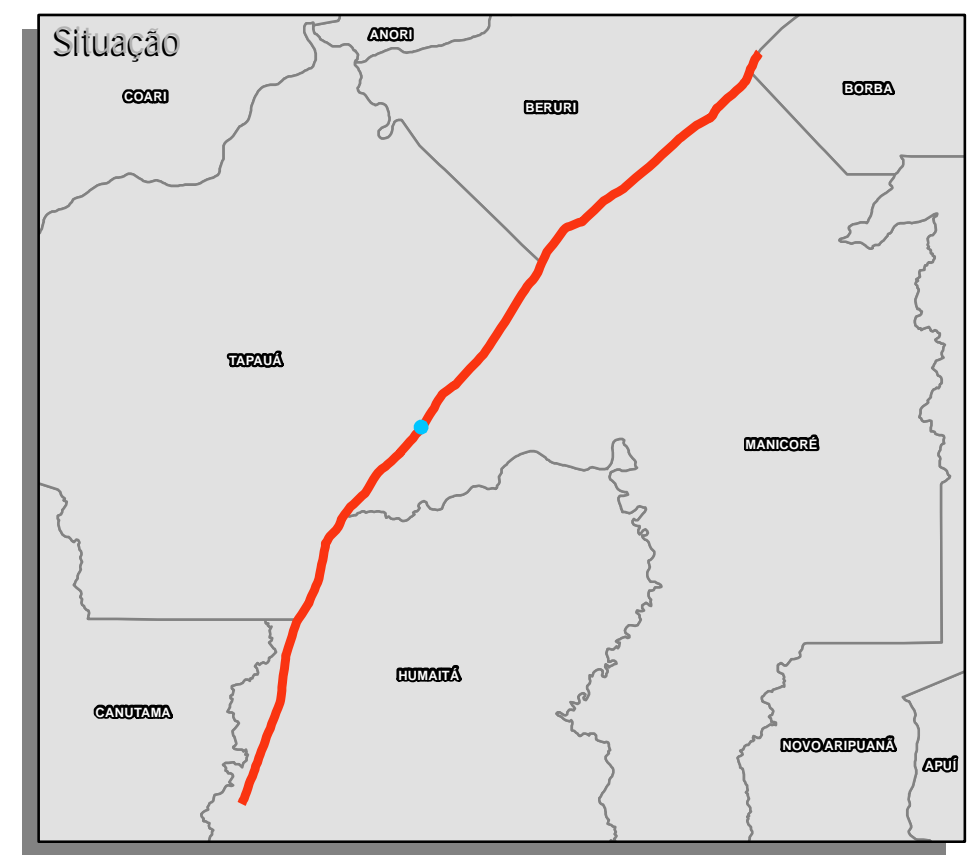 Situação
ANORI
COARI
BORBA
BERURI
TAPAUÁ
MANICORÉ
HUMAITÁ
CANUTAMA
NOVO ARIPUANÃ
APUÍ